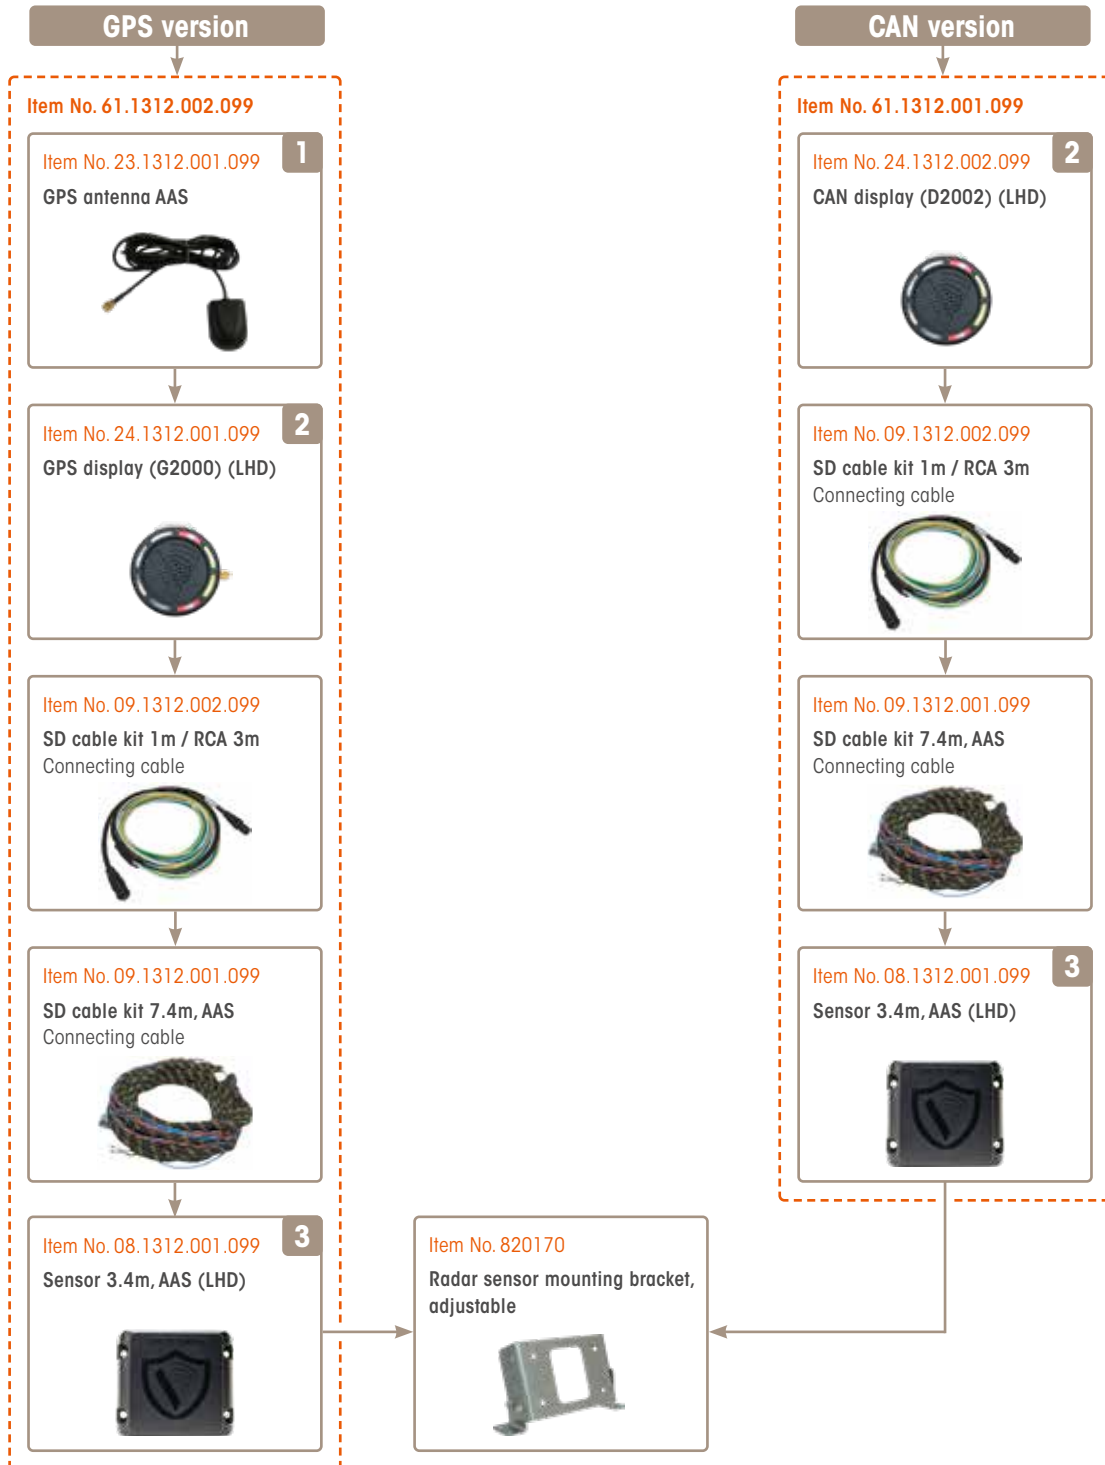 GPS version
Item No. 61.1312.002.099
Item No. 23.1312.001.099
1
GPS antenna AAS
Item No. 24.1312.001.099
2
GPS display (G2000) (LHD)
Item No. 09.1312.002.099
SD cable kit 1m / RCA 3m
Connecting cable
Item No. 09.1312.001.099
SD cable kit 7.4m, AAS
Connecting cable
Item No. 08.1312.001.099
3
Sensor 3.4m, AAS (LHD)
Item No. 820170
Radar sensor mounting bracket,
adjustable
CAN version
Item No. 61.1312.001.099
Item No. 24.1312.002.099
2
CAN display (D2002) (LHD)
Item No. 09.1312.002.099
SD cable kit 1m / RCA 3m
Connecting cable
Item No. 09.1312.001.099
SD cable kit 7.4m, AAS
Connecting cable
Item No. 08.1312.001.099
3
Sensor 3.4m, AAS (LHD)